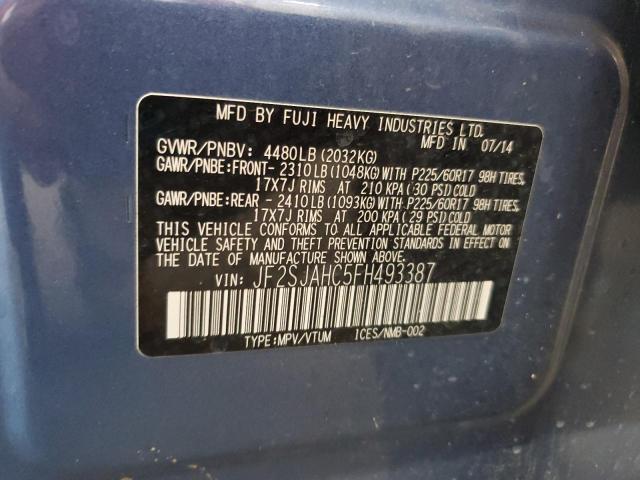 MFD BY FUJI HEAVY INDUSTRIES LTD.
MFD IN 07/14
GVWR/PNBV: 4480LB (2032KG)
GAWR/PNBE:FRONT- 2310LB (1048KG) WITH P225/60R17 98H TIRES,
17X7J RIMS AT 210 KPA (30 PSI) COLD
GAWR/PNBE:REAR - 2410LB (1093KG) WITH P225/60R17 98H TIRES,
17X7J RIMS AT 200 KPA (29 PSI) COLD
THIS VEHICLE CONFORMS TO ALL APPLICABLE FEDERAL MOTOR
VEHICLE SAFETY AND BUMPER STANDARDS IN EFFECT ON
THE DATE OF MANUFACTURE SHOWN ABOVE.
VIN: JF2SJAHC5FH493387
TYPE:MPV/VTUM ICES/NMB-002